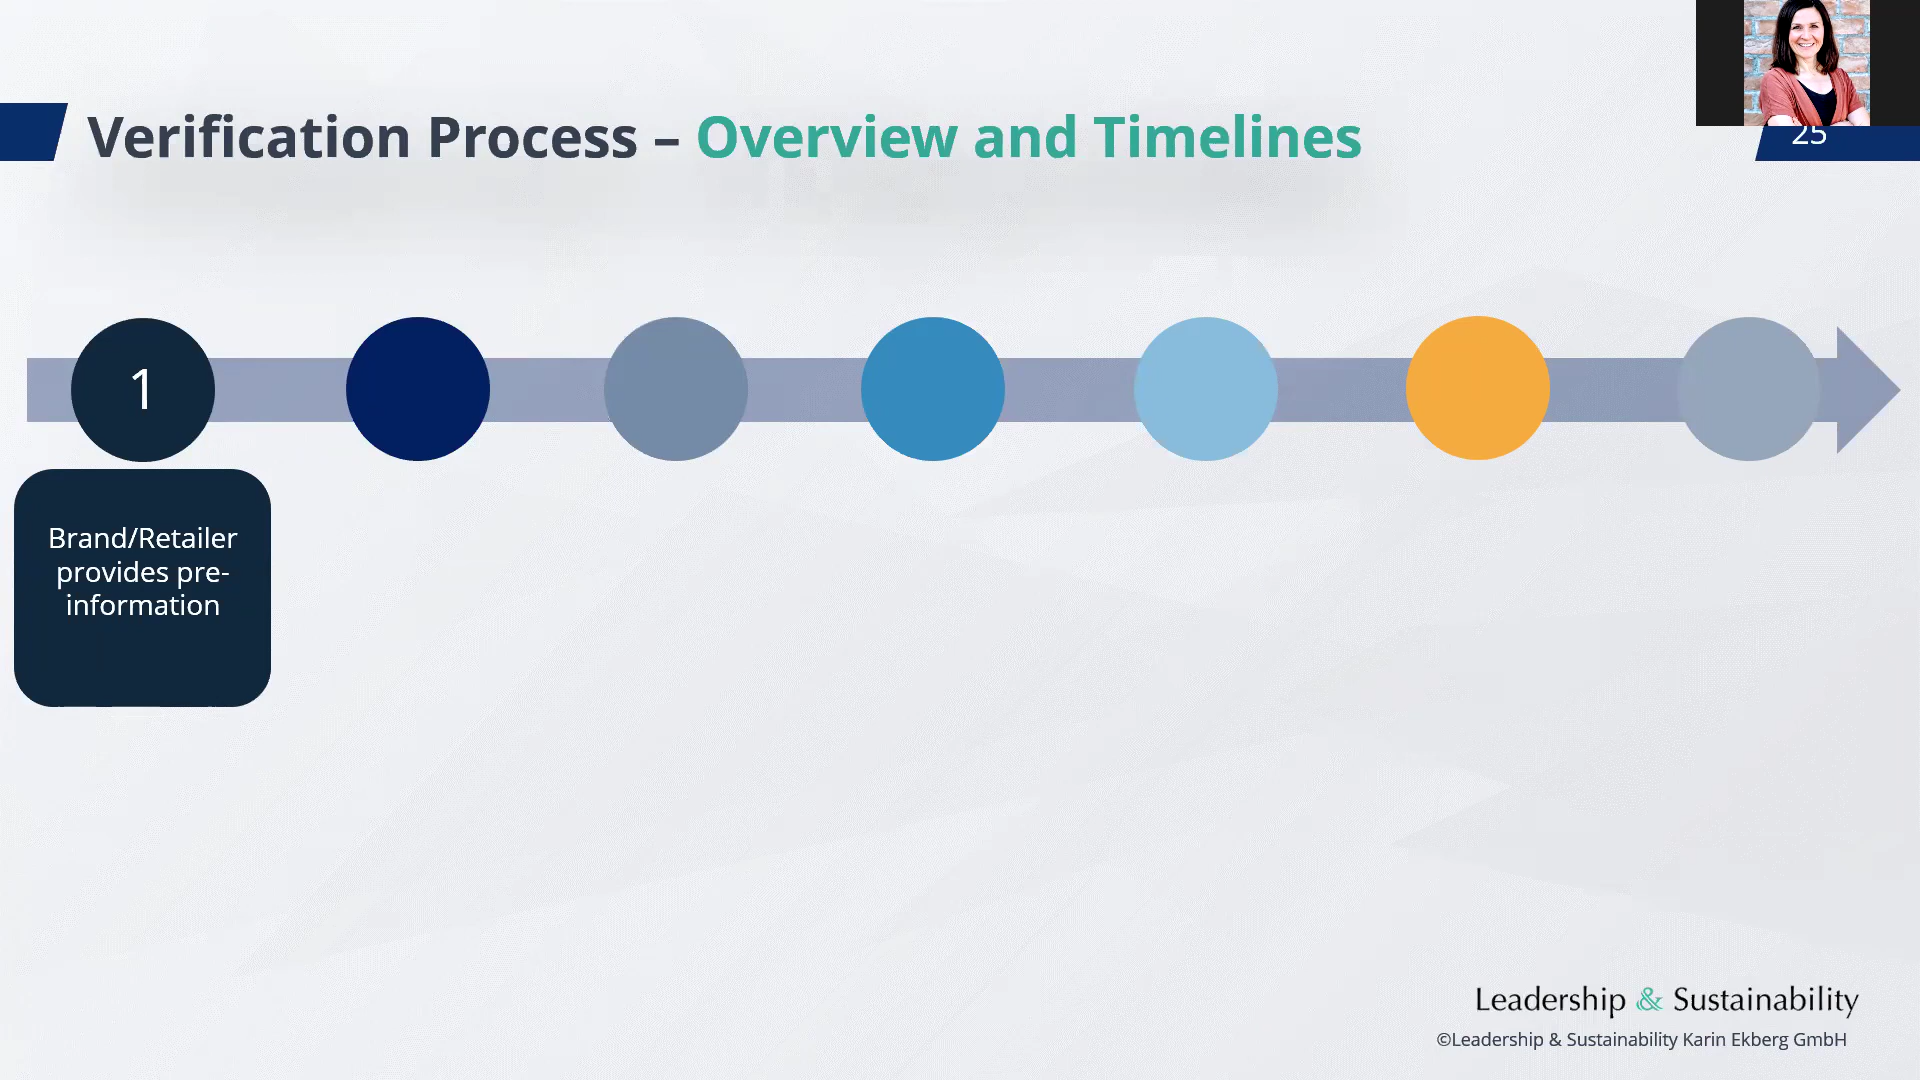 Verification Process – Overview and Timelines
25
1
Brand/Retailer
provides pre-
information
Leadership & Sustainability
©Leadership & Sustainability Karin Ekberg GmbH